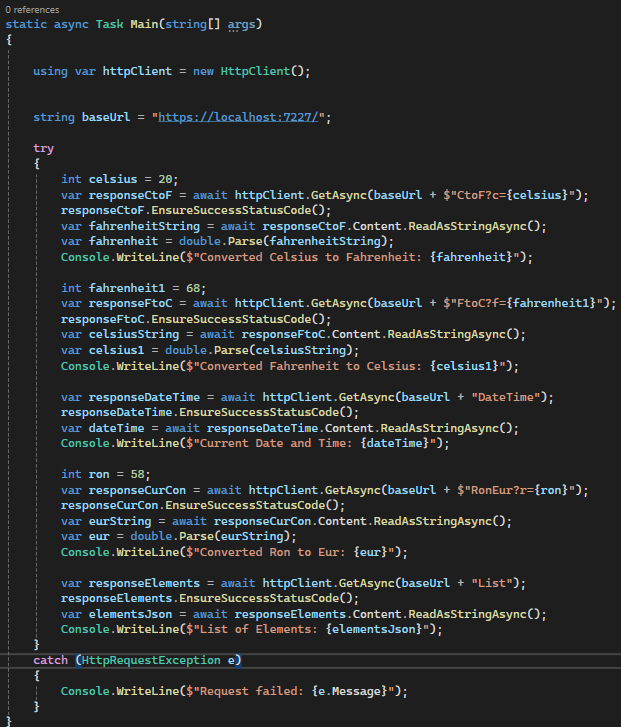 0 references
static async Task Main(string[] args)
{
using var httpClient = new HttpClient();
string baseUrl = "https://localhost:7227/";
try
{
int celsius = 20;
var responseCtoF = await httpClient.GetAsync(baseUrl + $"CtoF?c={celsius}");
responseCtoF.EnsureSuccessStatusCode();
var fahrenheitString = await responseCtoF.Content.ReadAsStringAsync();
var fahrenheit = double.Parse(fahrenheitString);
Console.WriteLine($"Converted Celsius to Fahrenheit: {fahrenheit}");
int fahrenheit1 = 68;
var responseFtoC = await httpClient.GetAsync(baseUrl + $"FtoC?f={fahrenheit1}");
responseFtoC.EnsureSuccessStatusCode();
var celsiusString = await responseFtoC.Content.ReadAsStringAsync();
var celsius1 = double.Parse(celsiusString);
Console.WriteLine($"Converted Fahrenheit to Celsius: {celsius1}");
var responseDateTime = await httpClient.GetAsync(baseUrl + "DateTime");
responseDateTime.EnsureSuccessStatusCode();
var dateTime = await responseDateTime.Content.ReadAsStringAsync();
Console.WriteLine($"Current Date and Time: {dateTime}");
int ron = 58;
var responseCurCon = await httpClient.GetAsync(baseUrl + $"RonEur?r={ron}");
responseCurCon.EnsureSuccessStatusCode();
var eurString = await responseCurCon.Content.ReadAsStringAsync();
var eur = double.Parse(eurString);
Console.WriteLine($"Converted Ron to Eur: {eur}");
var responseElements = await httpClient.GetAsync(baseUrl + "List");
responseElements.EnsureSuccessStatusCode();
var elementsJson = await responseElements.Content.ReadAsStringAsync();
Console.WriteLine($"List of Elements: {elementsJson}");
}
catch (HttpRequestException e)
{
Console.WriteLine($"Request failed: {e.Message}");
}
}